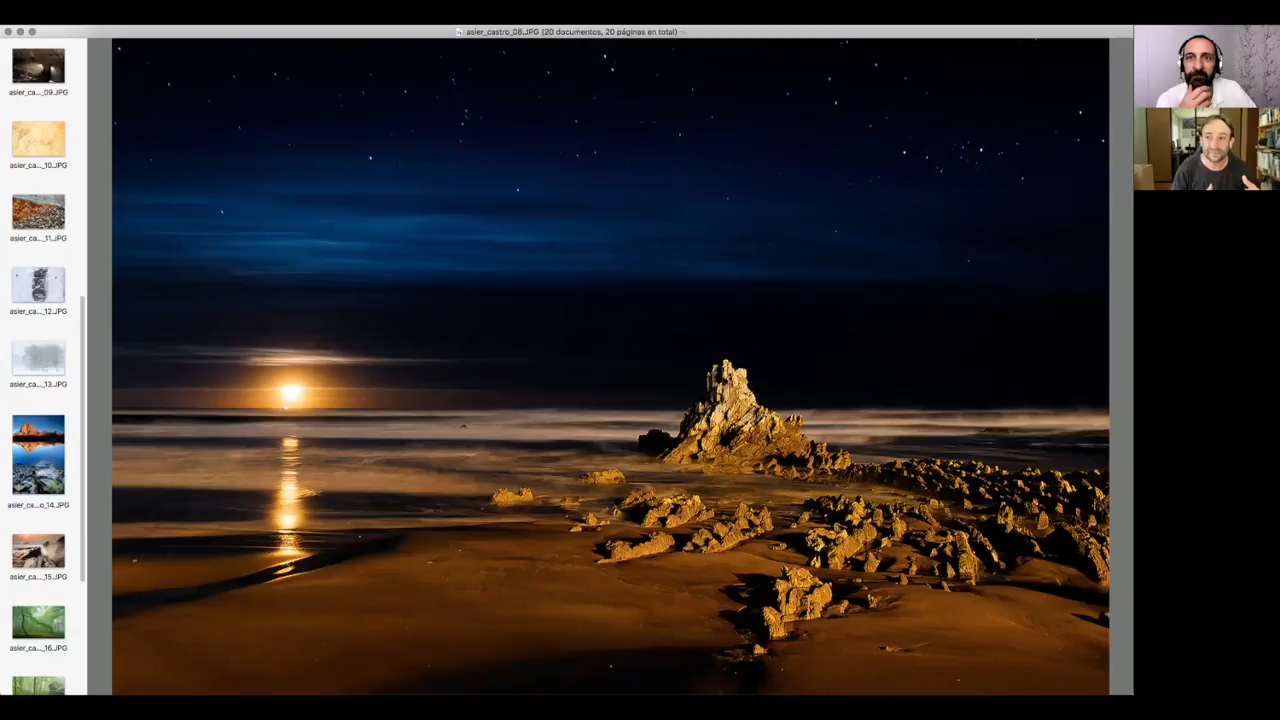 asier_castro_08.JPG (20 documentos, 20 páginas en total)
asier_ca..._09.JPG
asier_ca..._10.JPG
asier_ca..._11.JPG
asier_ca..._12.JPG
asier_ca..._13.JPG
asier_ca...o_14.JPG
asier_ca..._15.JPG
asier_ca..._16.JPG